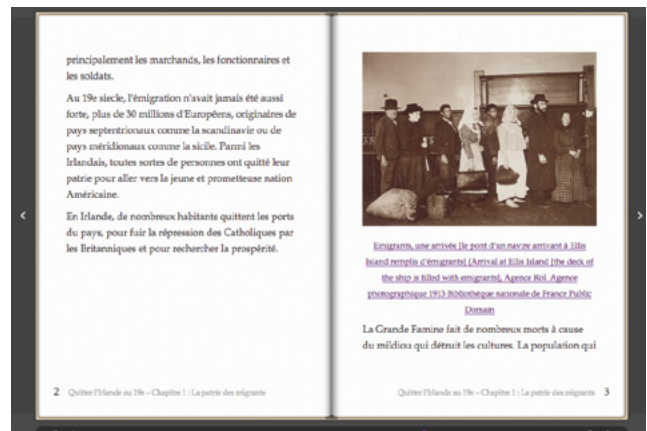 principalement les marchands, les fonctionnaires et
les soldats.
Au 19e siecle, l'émigration n'avait jamais été aussi
forte, plus de 30 millions d'Européens, originaires de
pays septentrionaux comme la scandinavie ou de
pays méridionaux comme la sicile. Parmi les
Irlandais, toutes sortes de personnes ont quitté leur
patrie pour aller vers la jeune et prometteuse nation
Américaine.
En Irlande, de nombreux habitants quittent les ports
du pays, pour fuir la répression des Catholiques par
les Britanniques et pour rechercher la prospérité.
2 Quitter l'Irlande au 19e – Chapitre 1 : La patrie des migrants
Emigrants, une arrivée [le pont d'un navire arrivant à Ellis
Island remplis d'émigrants] (Arrival at Ellis Island [the deck of
the ship is filled with emigrants], Agence Rol. Agence
photographique 1913 Bibliothèque nationale de France Public
Domain
La Grande Famine fait de nombreux morts à cause
du mildiou qui détruit les cultures. La population qui
Quitter l'Irlande au 19e – Chapitre 1 : La patrie des migrants 3